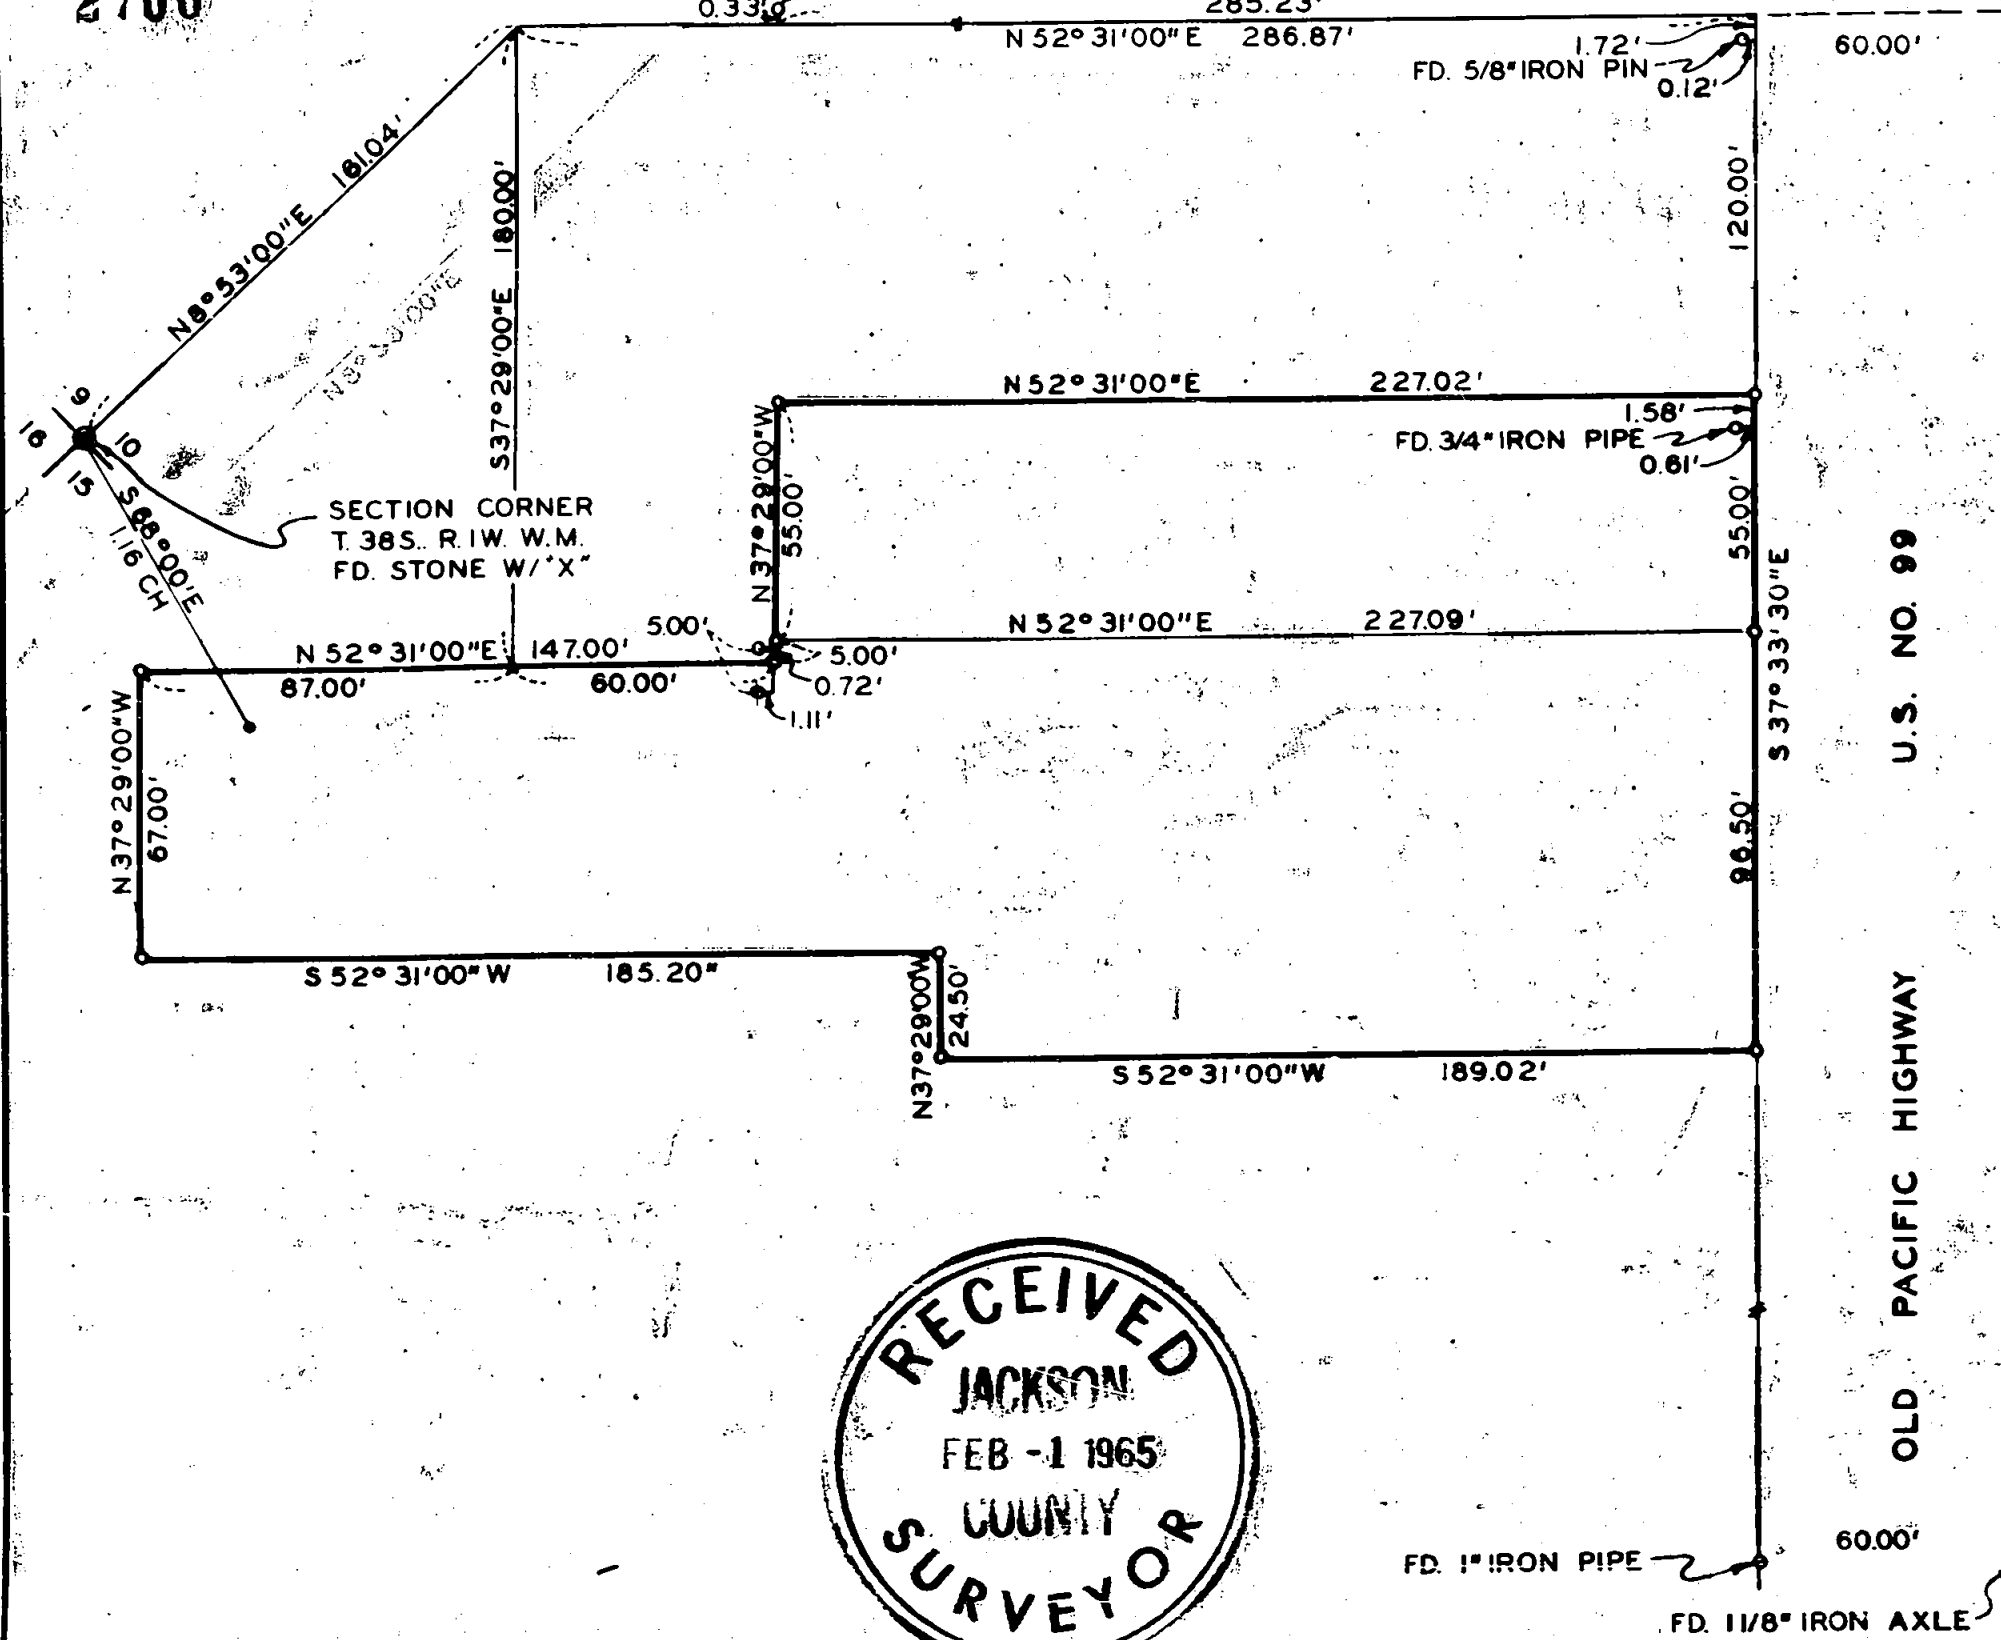 2700
0.33'
285.23'
N 52° 31'00" E 286.87'
1.72'
FD. 5/8" IRON PIN
0.12'
60.00'
N 8° 53'00" E 181.04'
S 37° 29'00" E 180.00'
120.00'
N 52° 31'00" E 227.02'
1.58'
FD. 3/4" IRON PIPE
0.61'
9
16
10
15
SECTION CORNER
T. 38S.. R. 1W. W.M.
FD. STONE W/"X"
S 68° 00' E
1.16 CH
N 37° 29' 00" W
55.00'
55.00'
S 37° 33' 30" E
N 52° 31'00" E 227.09'
5.00'
5.00'
0.72'
1.11'
N 52° 31'00" E 147.00'
87.00'
60.00'
N 37° 29' 00" W
67.00'
96.50'
S 52° 31'00" W 185.20"
N 37° 29' 00" W
24.50'
S 52° 31'00" W 189.02'
OLD PACIFIC HIGHWAY U.S. NO. 99
RECEIVED
JACKSON
FEB -1 1965
COUNTY
SURVEYOR
60.00'
FD. 1" IRON PIPE
FD. 1 1/8" IRON AXLE